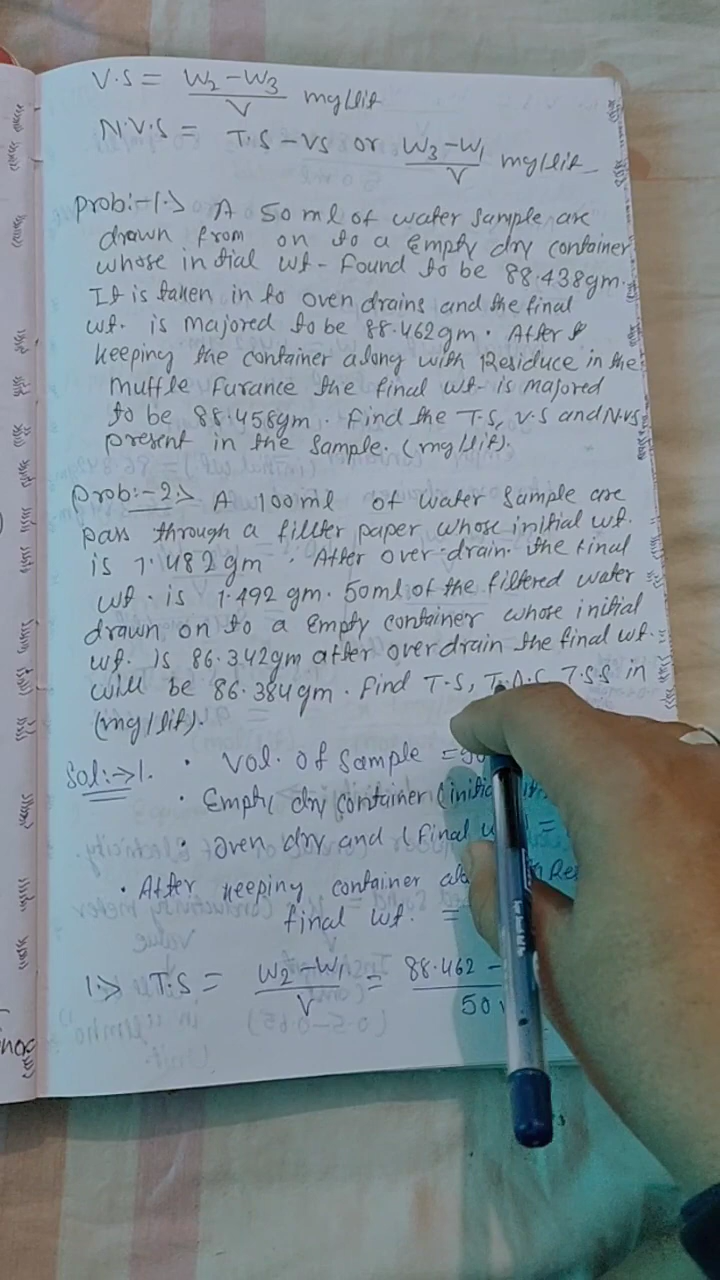 V.S = W2-W3 / V mg/lit
N.V.S = T.S - VS or W3-W1 / V mg/lit
Prob:-1:> A 50 ml of water sample are
drawn from on to a Empty dry container
whose intial wt- found to be 88.438gm.
It is taken in to oven drains and the final
wt. is majored to be 88.462gm. After
keeping the container along with Residuce in the
muffle furance the final wt- is majored
to be 88.458gm. Find the T.S, V.S and N.VS
present in the sample. (mg/lit).
Prob:-2:> A 100ml of water sample are
pass through a fillter paper whose initial wt.
is 1.482gm. After over drain the final
wt. is 1.492 gm. 50ml of the filtered water
drawn on to a empty container whose initial
wt. is 86.342gm after overdrain the final wt.
will be 86.384gm. Find T.S, T.S.S in
(mg/lit).
Sol:->1. • Vol. of sample =
• Empty dry container (initial
• oven dry and (final =
• After keeping container
final wt. =
1:> T.S = W2-W1 / V = 88.462 - / 50